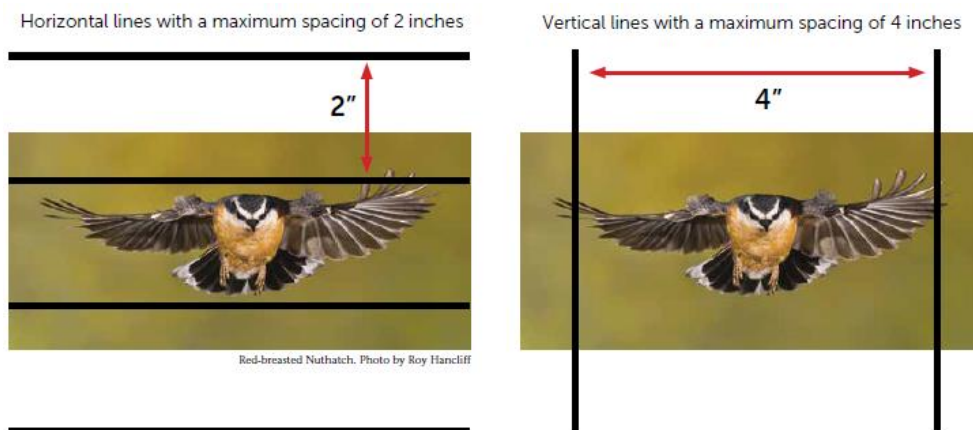 Horizontal lines with a maximum spacing of 2 inches
2"
Red-breasted Nuthatch. Photo by Roy Hancliff
Vertical lines with a maximum spacing of 4 inches
4"